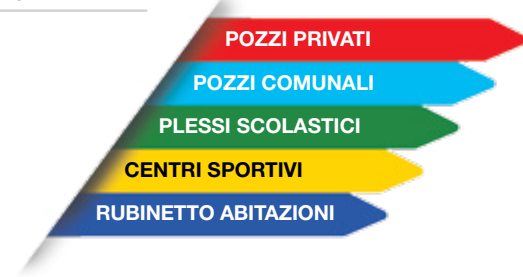 POZZI PRIVATI
POZZI COMUNALI
PLESSI SCOLASTICI
CENTRI SPORTIVI
RUBINETTO ABITAZIONI